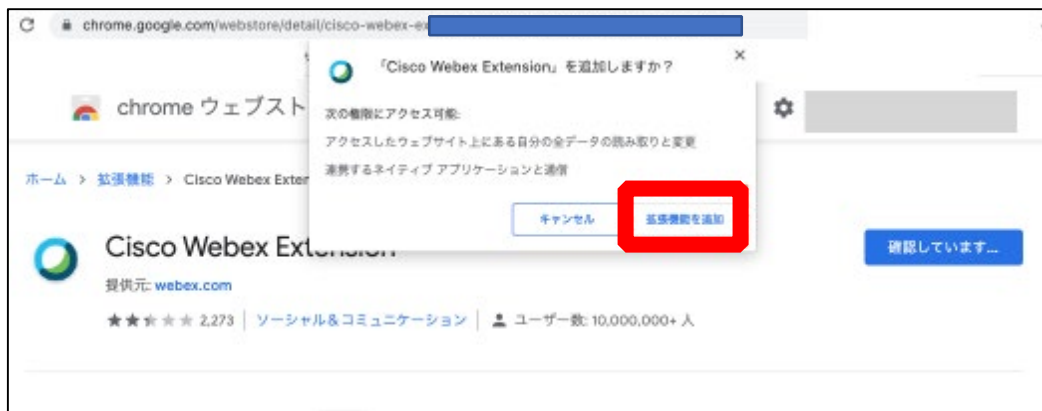 chrome.google.com/webstore/detail/cisco-webex-ex
「Cisco Webex Extension」を追加しますか?
×
chrome ウェブスト
次の権限にアクセス可能:
アクセスしたウェブサイト上にある自分の全データの読み取りと変更
連携するネイティブ アプリケーションと通信
ホーム > 拡張機能 > Cisco Webex Exter
キャンセル
拡張機能を追加
Cisco Webex Extension
確認しています...
提供元: webex.com
★★★★★ 2,273 | ソーシャル&コミュニケーション | ユーザー数: 10,000,000+ 人